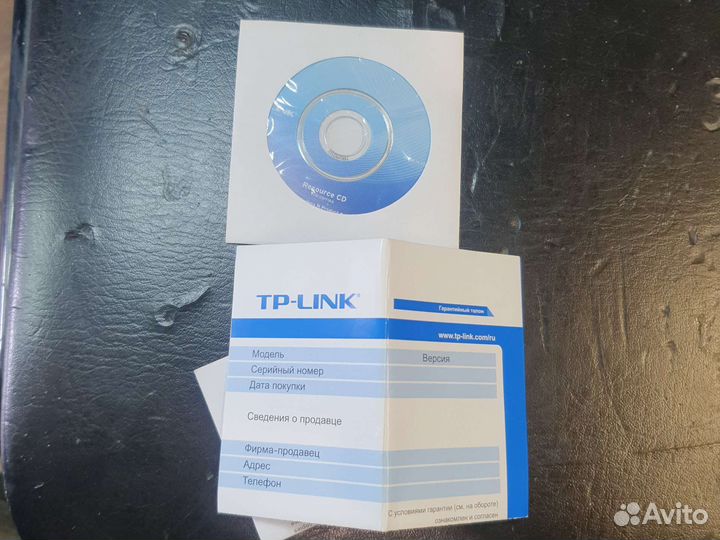 Resource CD
TP-LINK®
Гарантийный талон
www.tp-link.com/ru
Модель Версия
Серийный номер
Дата покупки
Сведения о продавце
Фирма-продавец
Адрес
Телефон
С условиями гарантии (см. на обороте)
ознакомлен и согласен
Avito